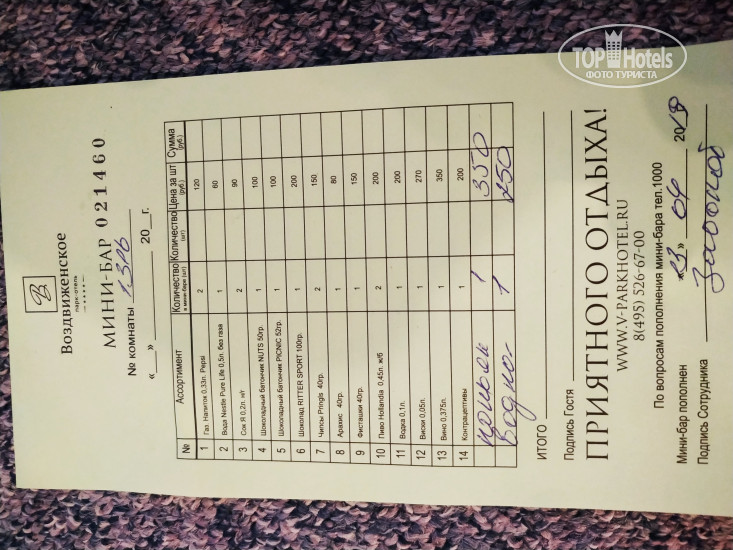 TOP Hotels
ФОТО ТУРИСТА
В
Воздвиженское
парк-отель
МИНИ-БАР 021460
№ комнаты
«__» ________ 20__г.
№ Ассортимент Количество в мини-баре (шт) Количество (шт) Цена за шт (руб.) Сумма (руб.)
1 Газ. Напиток 0,33л. Pepsi 2 120
2 Вода Nestle Pure Life 0,5л. без газа 1 60
3 Сок Я 0,2л. н/г 2 90
4 Шоколадный батончик NUTS 50гр. 1 100
5 Шоколадный батончик PICNIC 52гр. 1 100
6 Шоколад RITTER SPORT 100гр. 1 200
7 Чипсы Pringls 40гр. 2 150
8 Арахис 40гр. 1 80
9 Фисташки 40гр. 1 150
10 Пиво Hollandia 0,45л. ж/б 2 200
11 Водка 0,1л. 1 200
12 Виски 0,05л. 1 270
13 Вино 0,375л. 1 350
14 Контрацептивы 1 200
коньяк 1 350
1 250
ИТОГО
Подпись Гостя
ПРИЯТНОГО ОТДЫХА!
WWW.V-PARKHOTEL.RU
8(495) 526-67-00
По вопросам пополнения мини-бара тел.1000
Мини-бар пополнен «23» 04 2018
Подпись Сотрудника